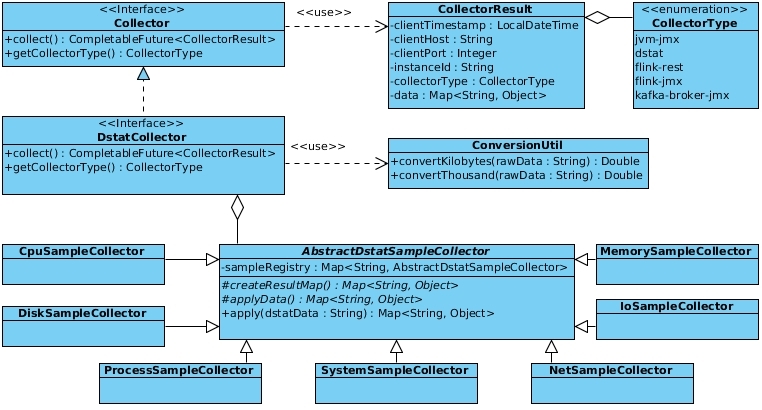 <<Interface>>
Collector
+collect() : CompletableFuture<CollectorResult>
+getCollectorType() : CollectorType
<<use>>
CollectorResult
-clientTimestamp : LocalDateTime
-clientHost : String
-clientPort : Integer
-instanceId : String
-collectorType : CollectorType
-data : Map<String, Object>
<<enumeration>>
CollectorType
jvm-jmx
dstat
flink-rest
flink-jmx
kafka-broker-jmx
<<Interface>>
DstatCollector
+collect() : CompletableFuture<CollectorResult>
+getCollectorType() : CollectorType
<<use>>
ConversionUtil
+convertKilobytes(rawData : String) : Double
+convertThousand(rawData : String) : Double
CpuSampleCollector
AbstractDstatSampleCollector
-sampleRegistry : Map<String, AbstractDstatSampleCollector>
#createResultMap() : Map<String, Object>
#applyData() : Map<String, Object>
+apply(dstatData : String) : Map<String, Object>
MemorySampleCollector
DiskSampleCollector
IoSampleCollector
ProcessSampleCollector
SystemSampleCollector
NetSampleCollector